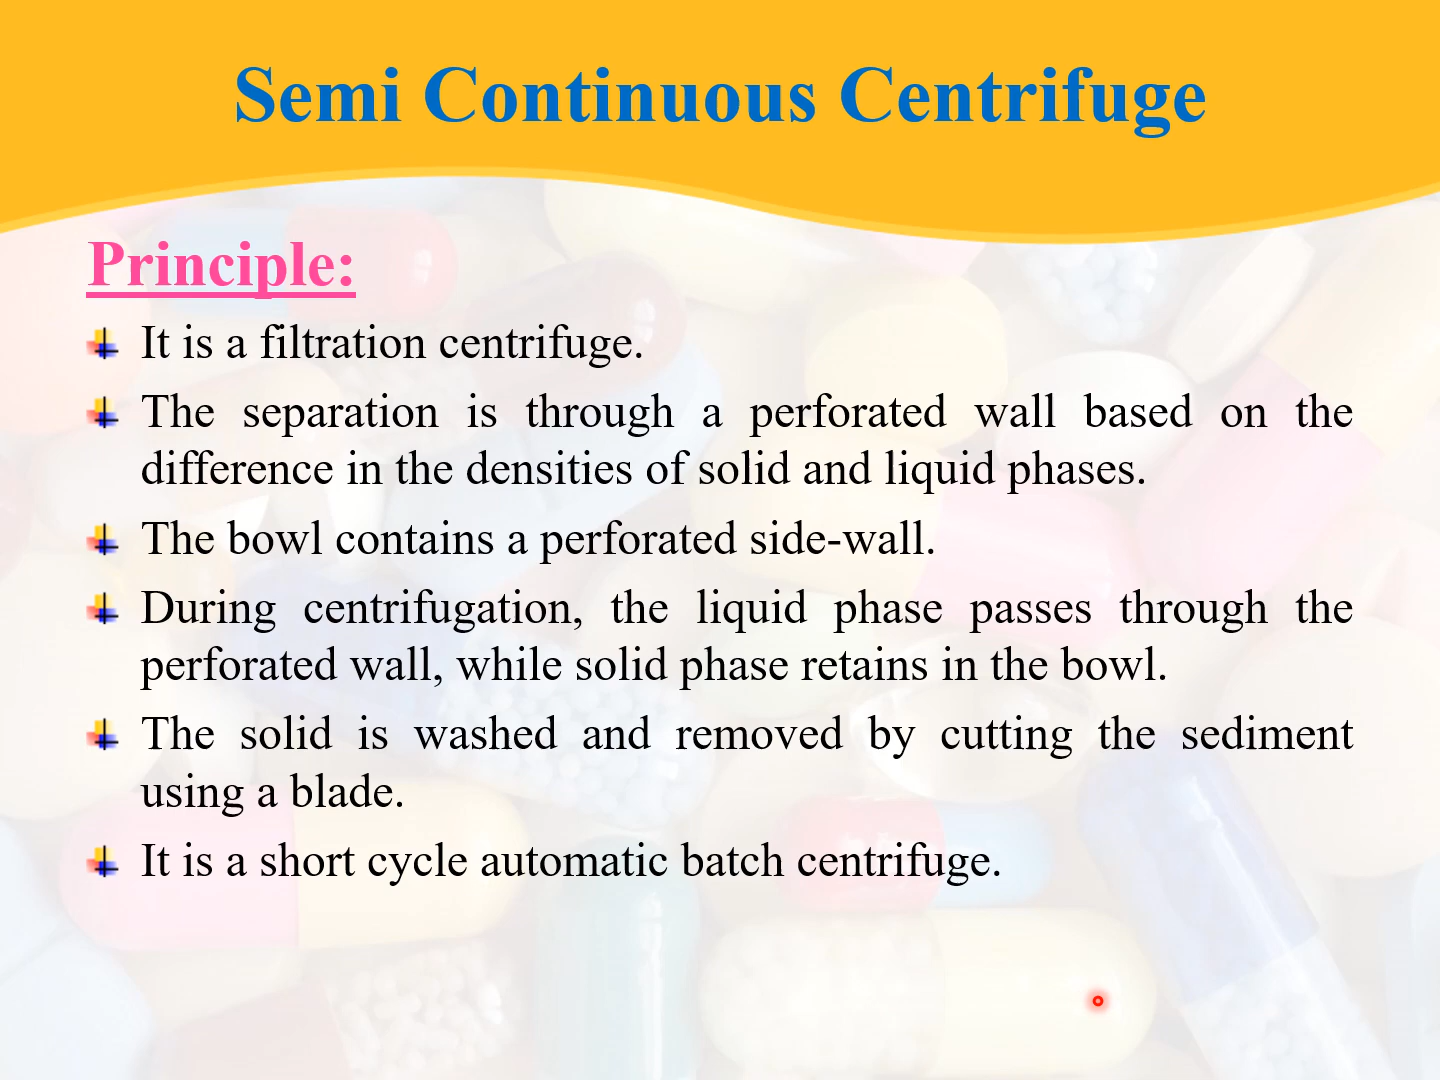 Semi Continuous Centrifuge
Principle:
It is a filtration centrifuge.
The separation is through a perforated wall based on the
difference in the densities of solid and liquid phases.
The bowl contains a perforated side-wall.
During centrifugation, the liquid phase passes through the
perforated wall, while solid phase retains in the bowl.
The solid is washed and removed by cutting the sediment
using a blade.
It is a short cycle automatic batch centrifuge.